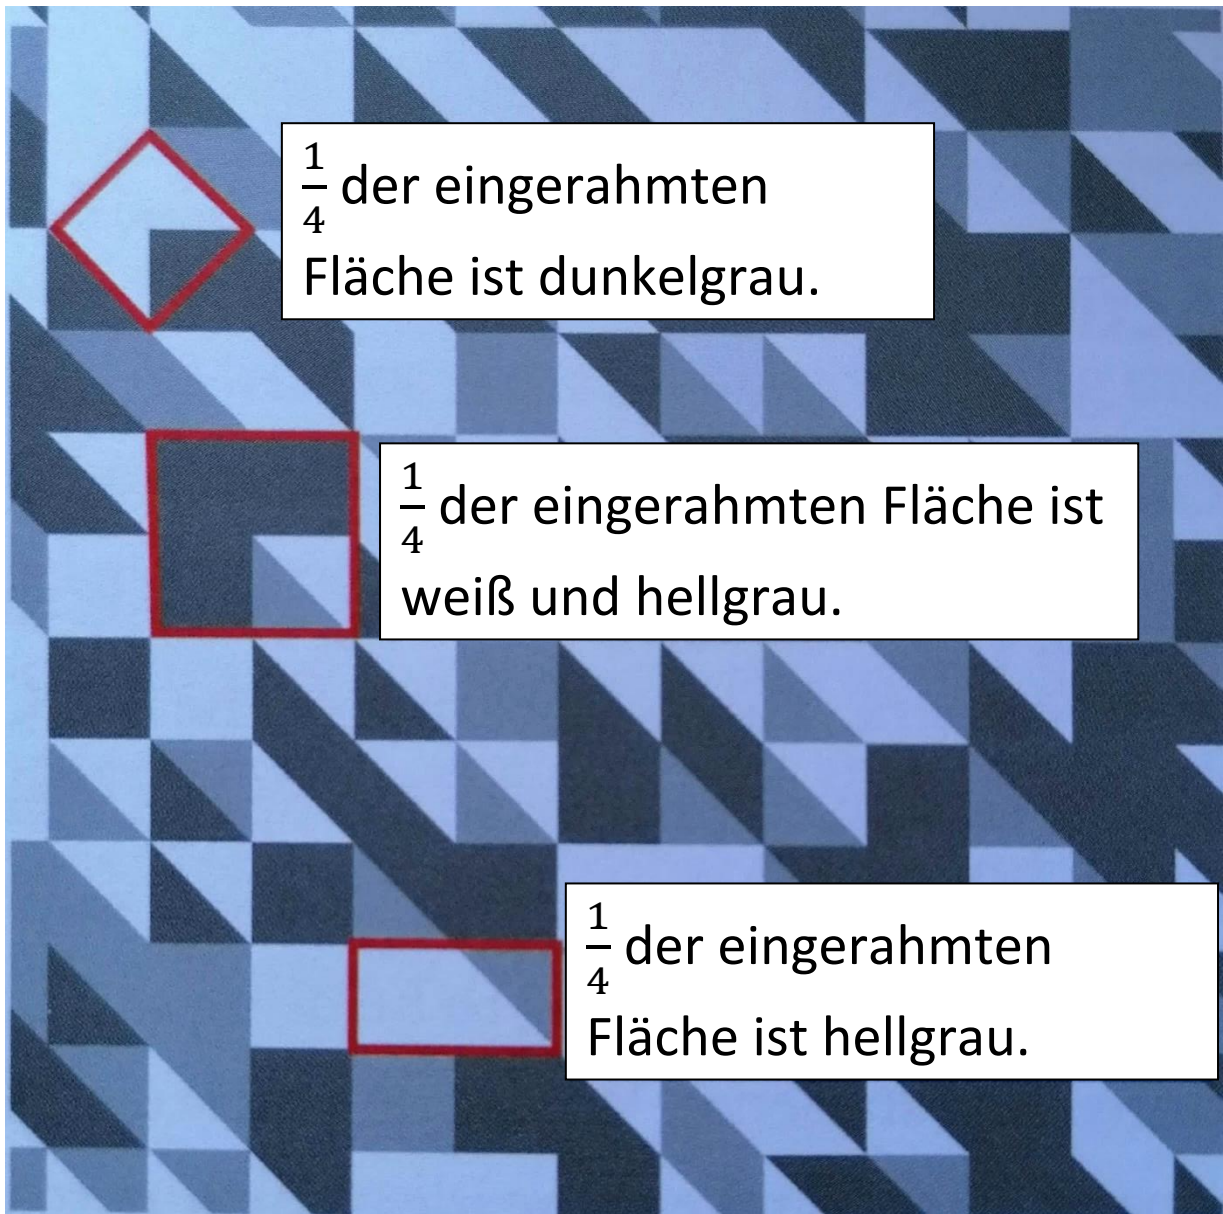 1/4 der eingerahmten
Fläche ist dunkelgrau.
1/4 der eingerahmten Fläche ist
weiß und hellgrau.
1/4 der eingerahmten
Fläche ist hellgrau.